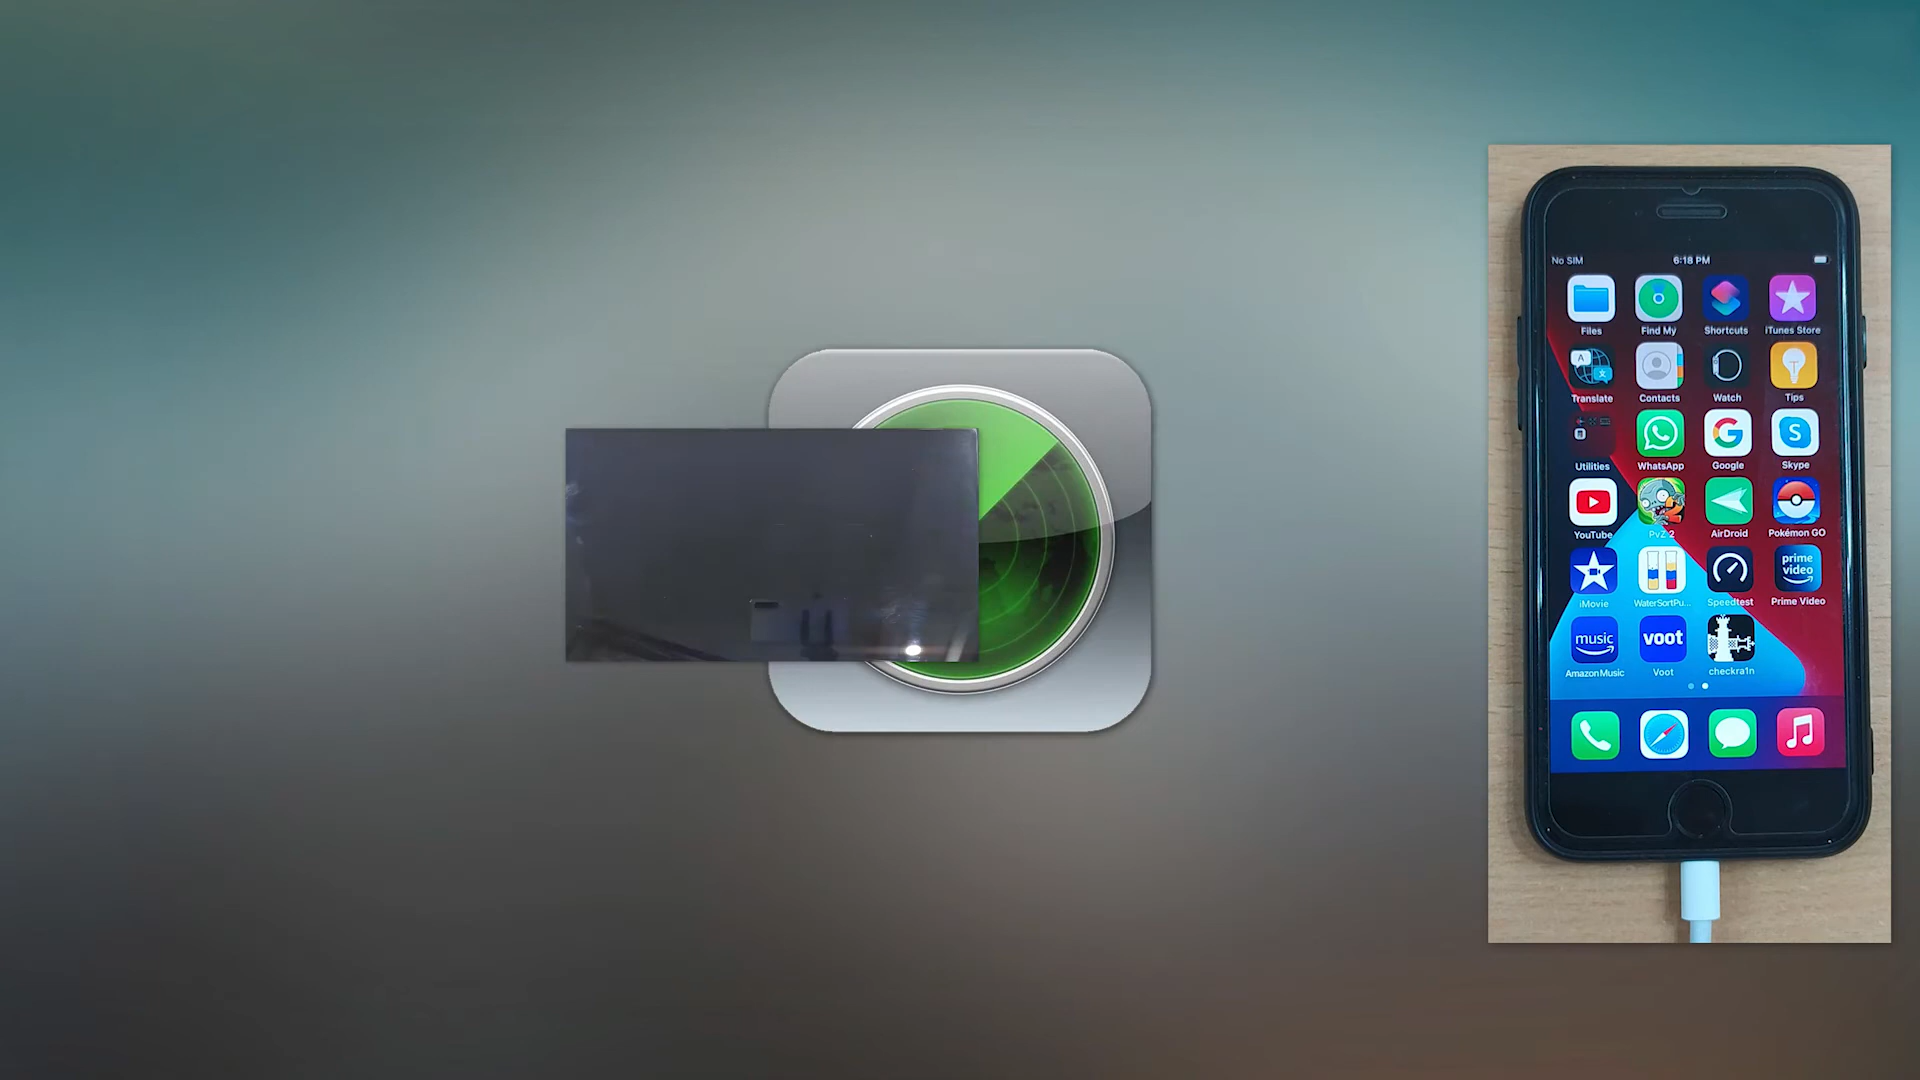 No SIM 6:18 PM
Files Find My Shortcuts iTunes Store
Translate Contacts Watch Tips
Utilities WhatsApp Google Skype
YouTube PvZ 2 AirDroid Pokémon GO
prime video
iMovie WaterSortPu... Speedtest Prime Video
music voot
Amazon Music Voot checkra1n